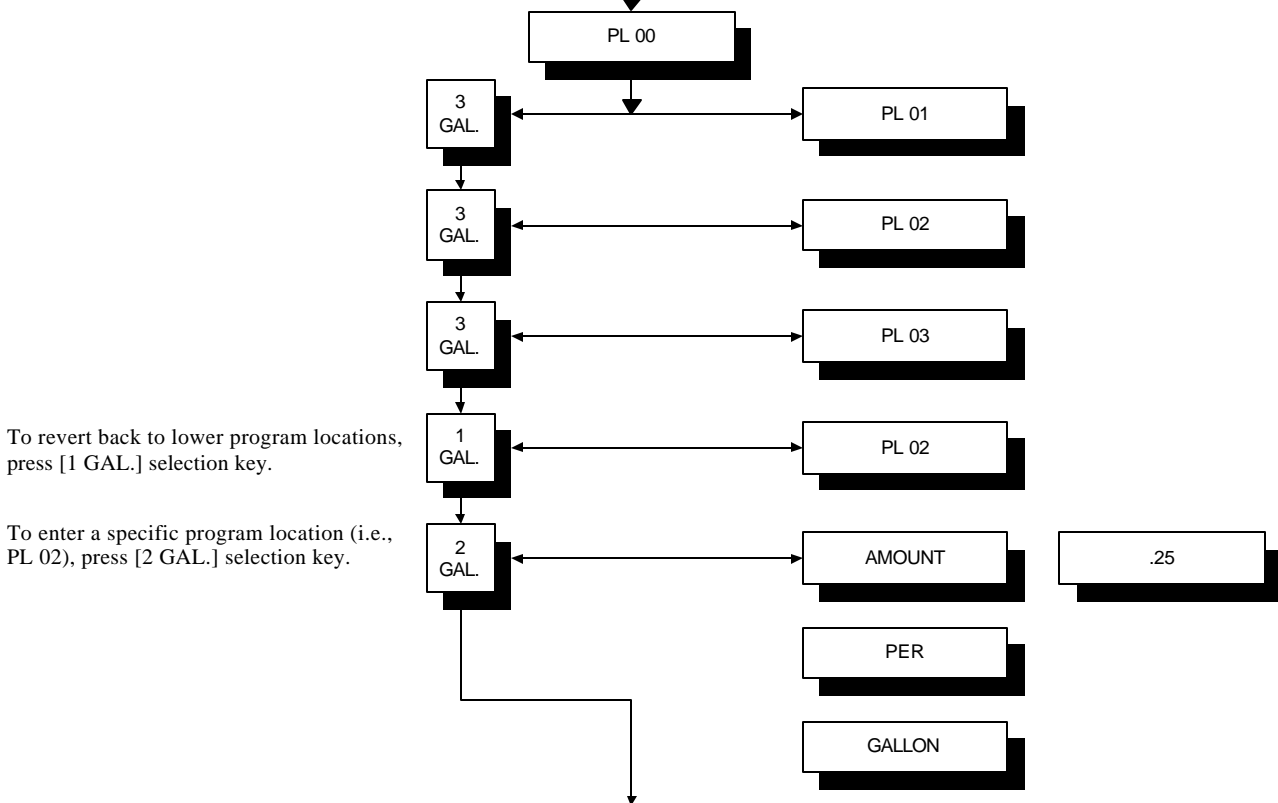 PL 00
3
GAL.
PL 01
3
GAL.
PL 02
3
GAL.
PL 03
To revert back to lower program locations,
press [1 GAL.] selection key.
1
GAL.
PL 02
To enter a specific program location (i.e.,
PL 02), press [2 GAL.] selection key.
2
GAL.
AMOUNT
.25
PER
GALLON